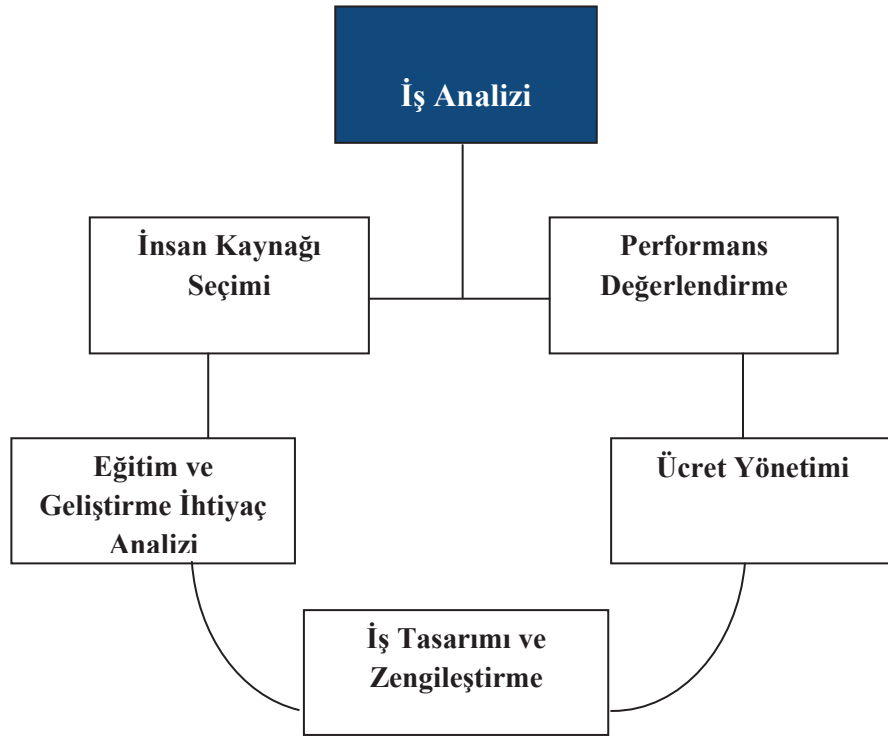 İş Analizi
İnsan Kaynağı
Seçimi
Performans
Değerlendirme
Eğitim ve
Geliştirme İhtiyaç
Analizi
Ücret Yönetimi
İş Tasarımı ve
Zengileştirme